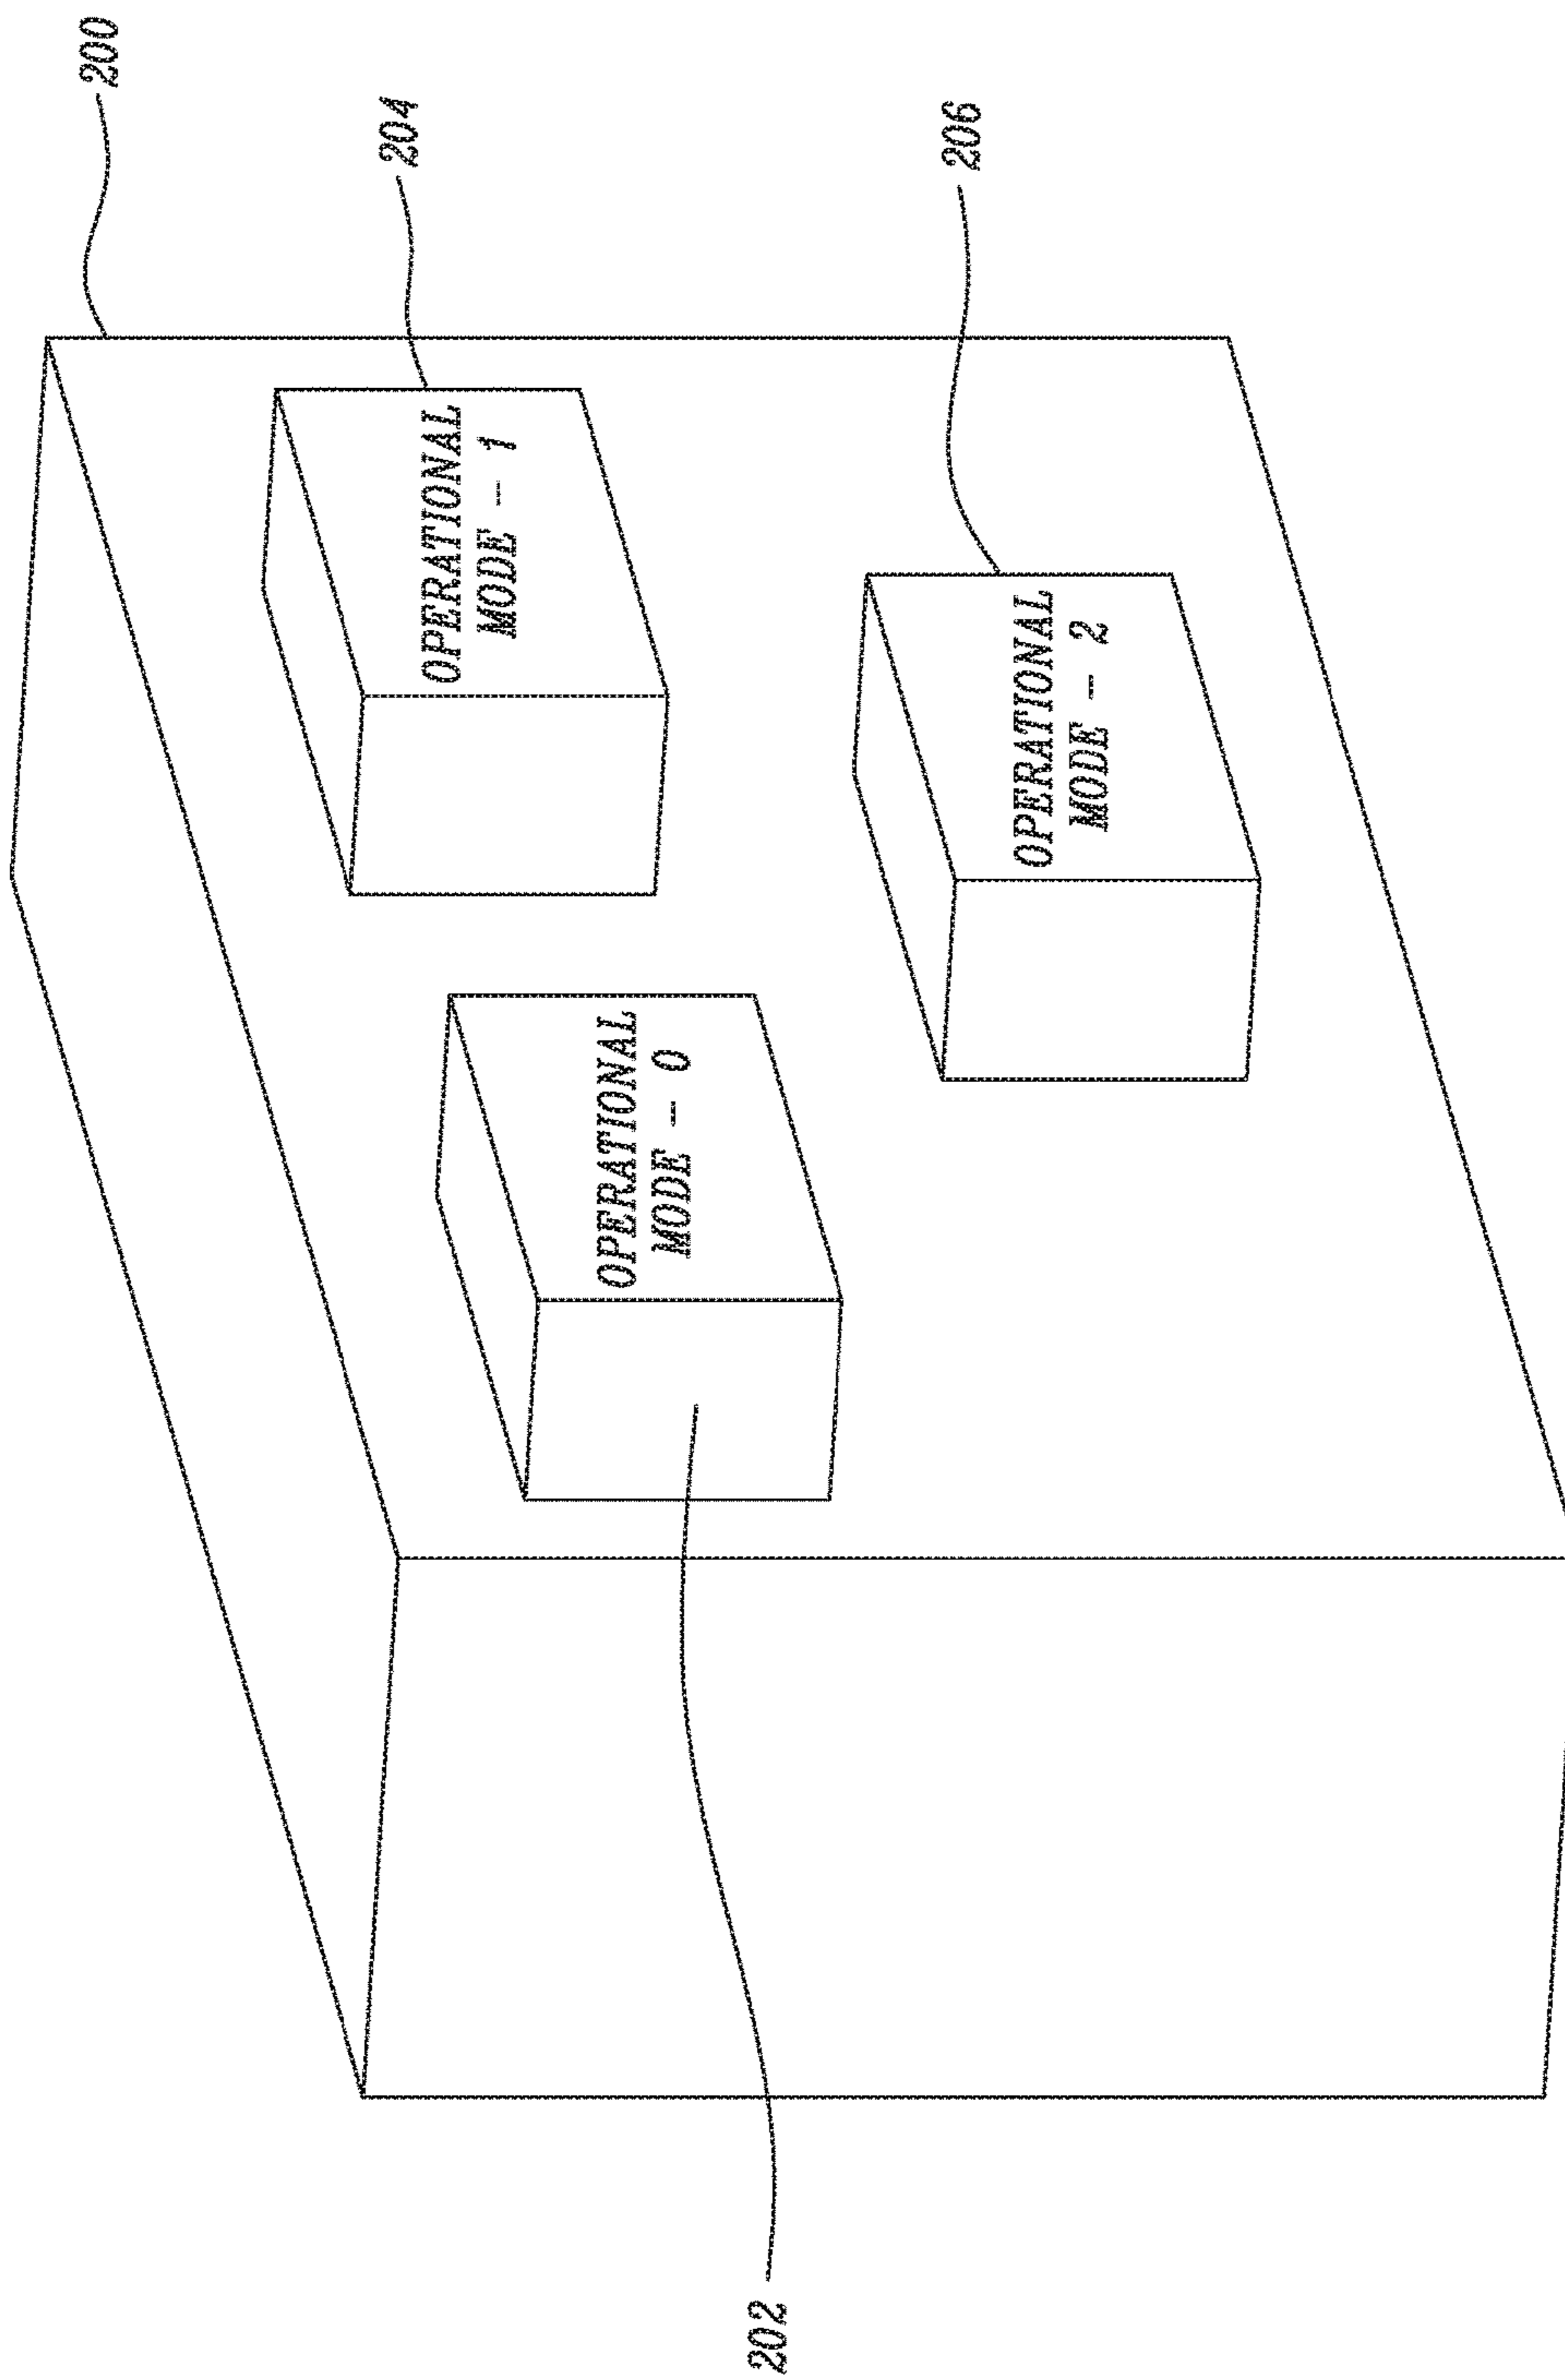 200
204
OPERATIONAL
MODE - 1
206
OPERATIONAL
MODE - 2
OPERATIONAL
MODE - 0
202